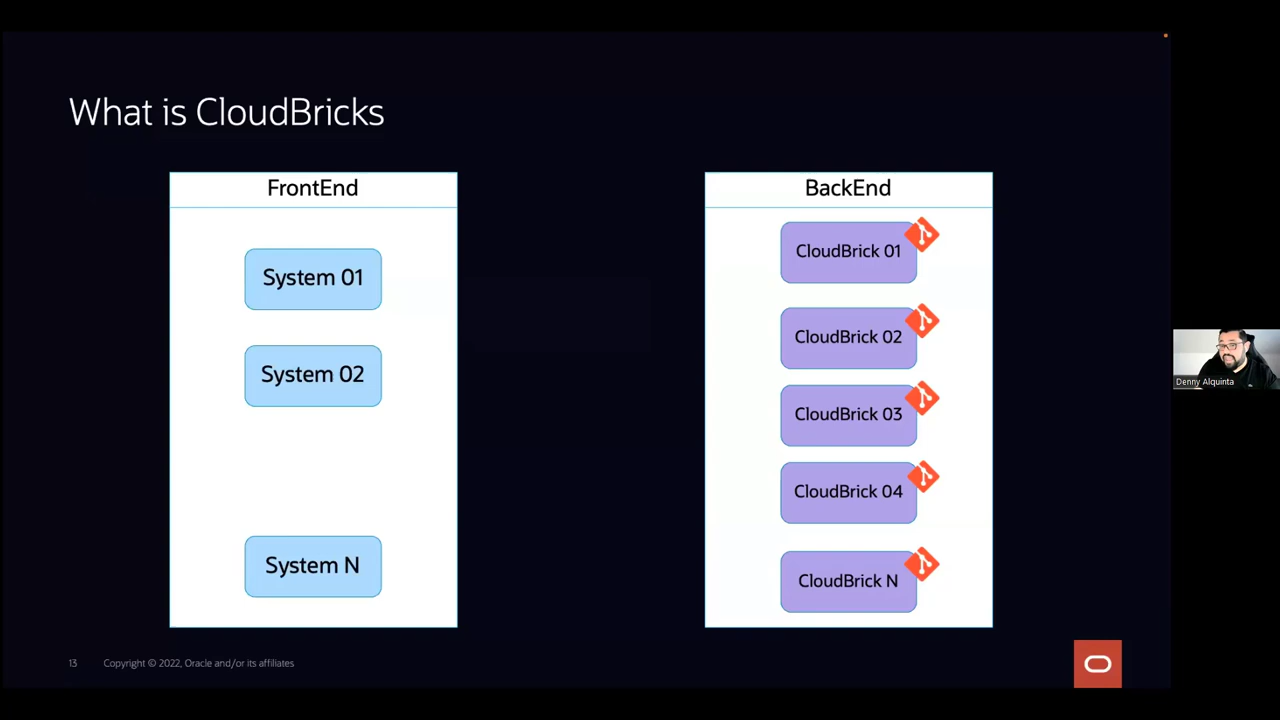 What is CloudBricks
FrontEnd
System 01
System 02
System N
BackEnd
CloudBrick 01
CloudBrick 02
CloudBrick 03
CloudBrick 04
CloudBrick N
Denny Alquinta
13
Copyright © 2022, Oracle and/or its affiliates